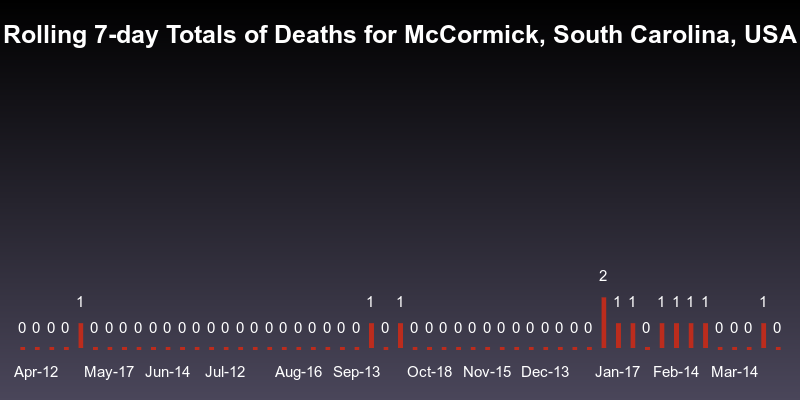 Rolling 7-day Totals of Deaths for McCormick, South Carolina, USA
2
1 1 1 1 1 1 1 1 1 1
0 0 0 0 0 0 0 0 0 0 0 0 0 0 0 0 0 0 0 0 0 0 0 0 0 0 0 0 0 0 0 0 0 0 0 0 0 0 0 0 0 0
Apr-12 May-17 Jun-14 Jul-12 Aug-16 Sep-13 Oct-18 Nov-15 Dec-13 Jan-17 Feb-14 Mar-14